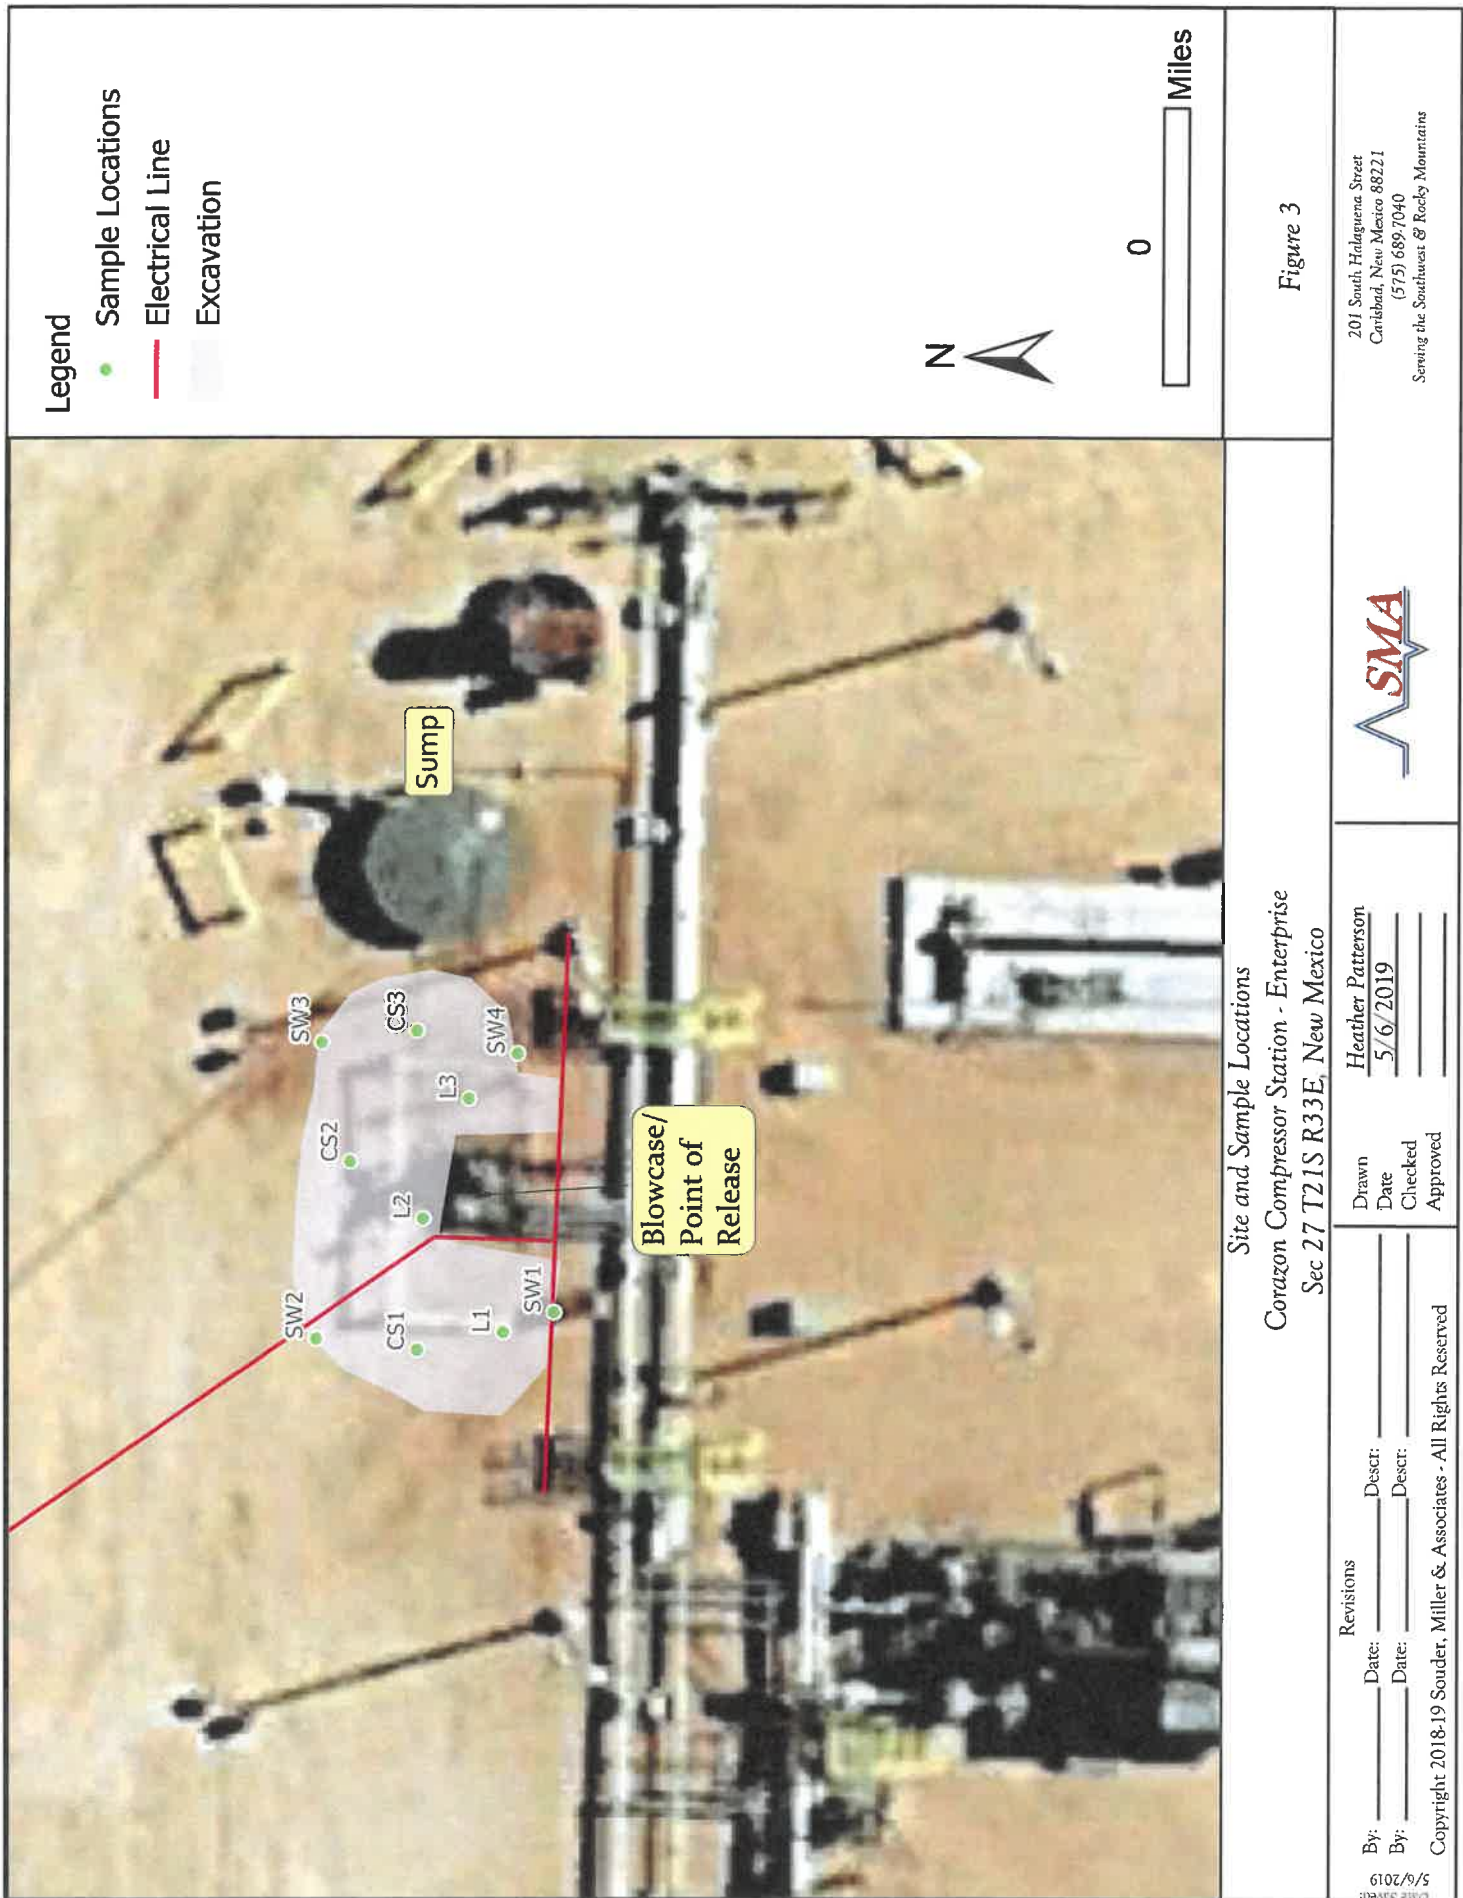 Legend
Sample Locations
Electrical Line
Excavation
N
0
Miles
SW2
CS2
SW3
CS1
L2
CS3
L1
L3
SW4
SW1
Sump
Blowcase/
Point of
Release
Site and Sample Locations
Corazon Compressor Station - Enterprise
Sec 27 T21S R33E, New Mexico
Figure 3
Revisions
By: Date: Descr:
By: Date: Descr:
Copyright 2018-19 Souder, Miller & Associates - All Rights Reserved
Drawn Heather Patterson
Date 5/6/2019
Checked
Approved
SMA
201 South Halaguena Street
Carlsbad, New Mexico 88221
(575) 689-7040
Serving the Southwest & Rocky Mountains
5/6/2019